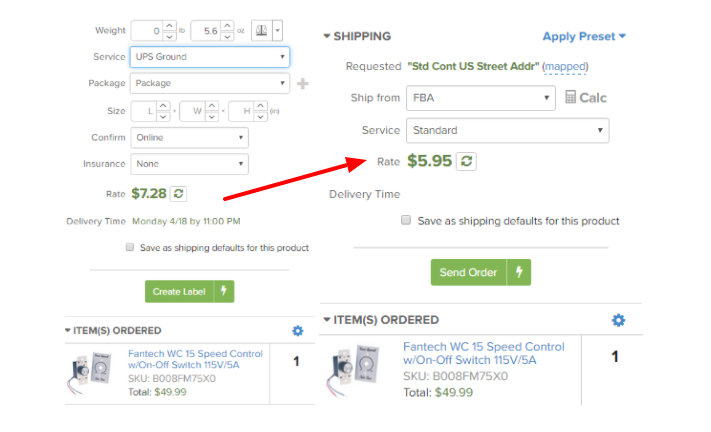 Weight 0 lb 5.6 oz
Service UPS Ground
Package Package
Size L x W x H (in)
Confirm Online
Insurance None
Rate $7.28
Delivery Time Monday 4/18 by 11:00 PM
Save as shipping defaults for this product
Create Label
ITEM(S) ORDERED
Fantech WC 15 Speed Control 1
w/On-Off Switch 115V/5A
SKU: B008FM75X0
Total: $49.99
SHIPPING Apply Preset
Requested "Std Cont US Street Addr" (mapped)
Ship from FBA Calc
Service Standard
Rate $5.95
Delivery Time
Save as shipping defaults for this product
Send Order
ITEM(S) ORDERED
Fantech WC 15 Speed Control 1
w/On-Off Switch 115V/5A
SKU: B008FM75X0
Total: $49.99